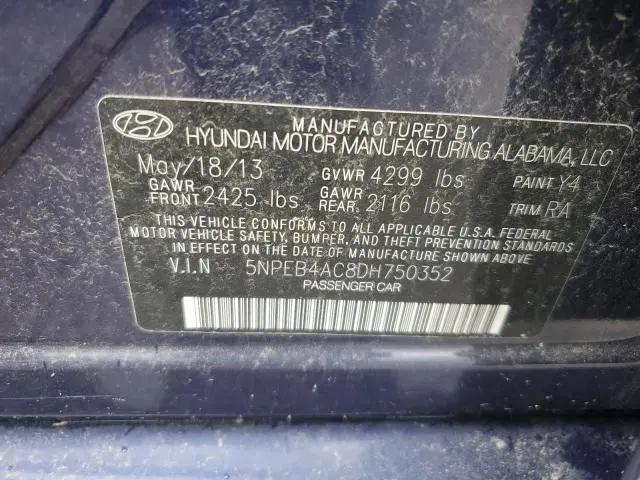 MANUFACTURED BY
HYUNDAI MOTOR MANUFACTURING ALABAMA, LLC
May/18/13 GVWR 4299 lbs PAINT Y4
GAWR FRONT 2425 lbs GAWR REAR 2116 lbs TRIM RA
THIS VEHICLE CONFORMS TO ALL APPLICABLE U.S.A. FEDERAL
MOTOR VEHICLE SAFETY, BUMPER, AND THEFT PREVENTION STANDARDS
IN EFFECT ON THE DATE OF MANUFACTURE SHOWN ABOVE
V.I.N 5NPEB4AC8DH750352
PASSENGER CAR